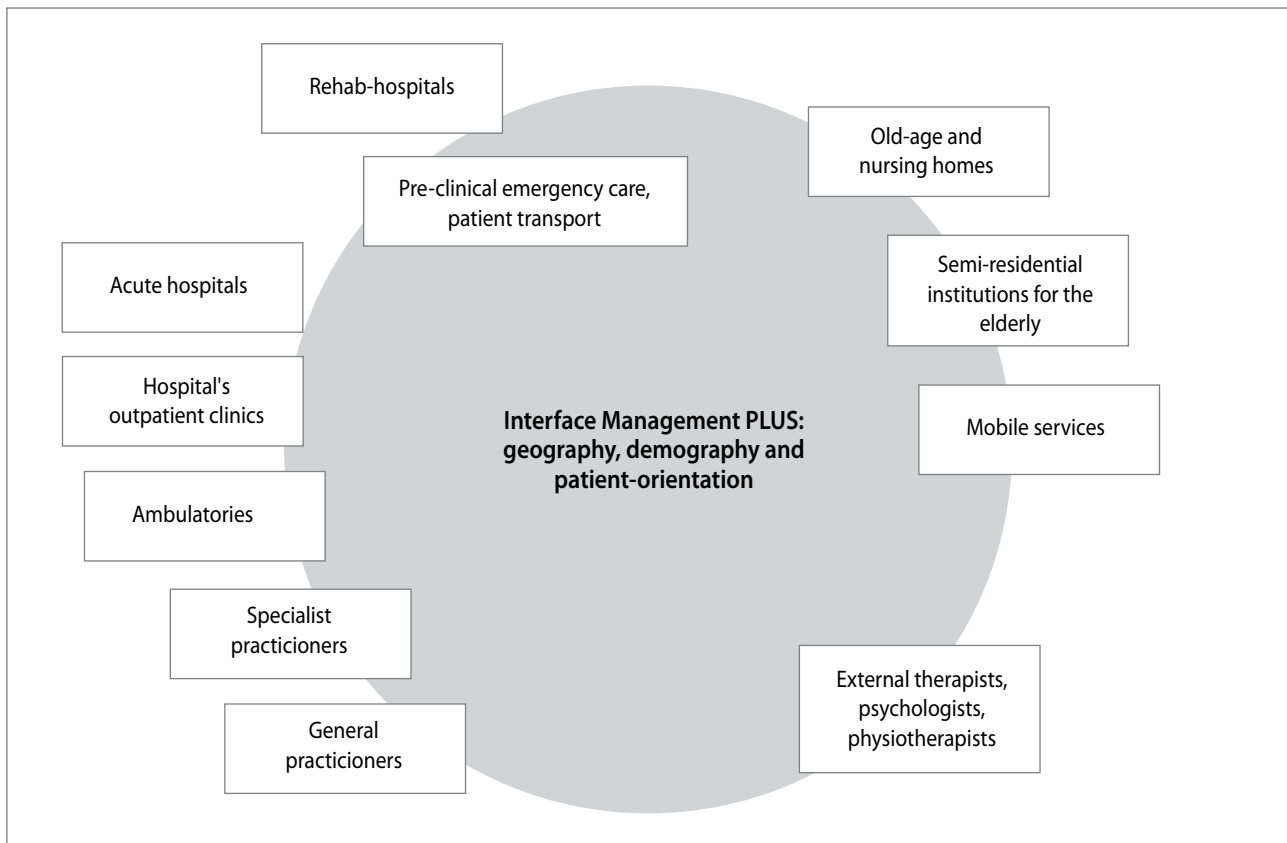 Rehab-hospitals
Pre-clinical emergency care,
patient transport
Old-age and
nursing homes
Acute hospitals
Semi-residential
institutions for the
elderly
Hospital's
outpatient clinics
Interface Management PLUS:
geography, demography and
patient-orientation
Mobile services
Ambulatories
Specialist
practicioners
General
practicioners
External therapists,
psychologists,
physiotherapists